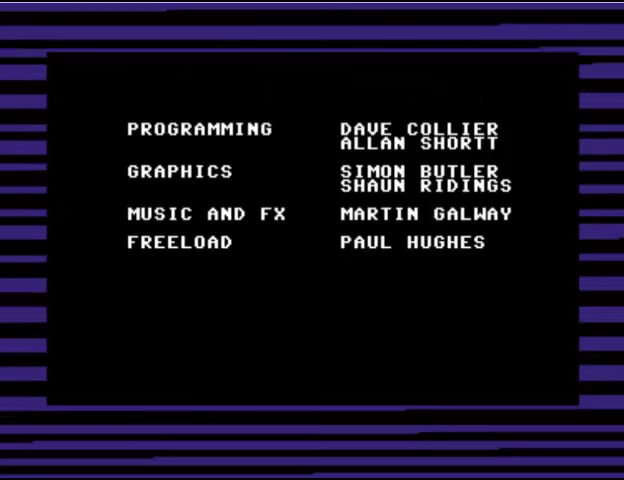 PROGRAMMING DAVE COLLIER
ALLAN SHORTT
GRAPHICS SIMON BUTLER
SHAUN RIDINGS
MUSIC AND FX MARTIN GALWAY
FREELOAD PAUL HUGHES